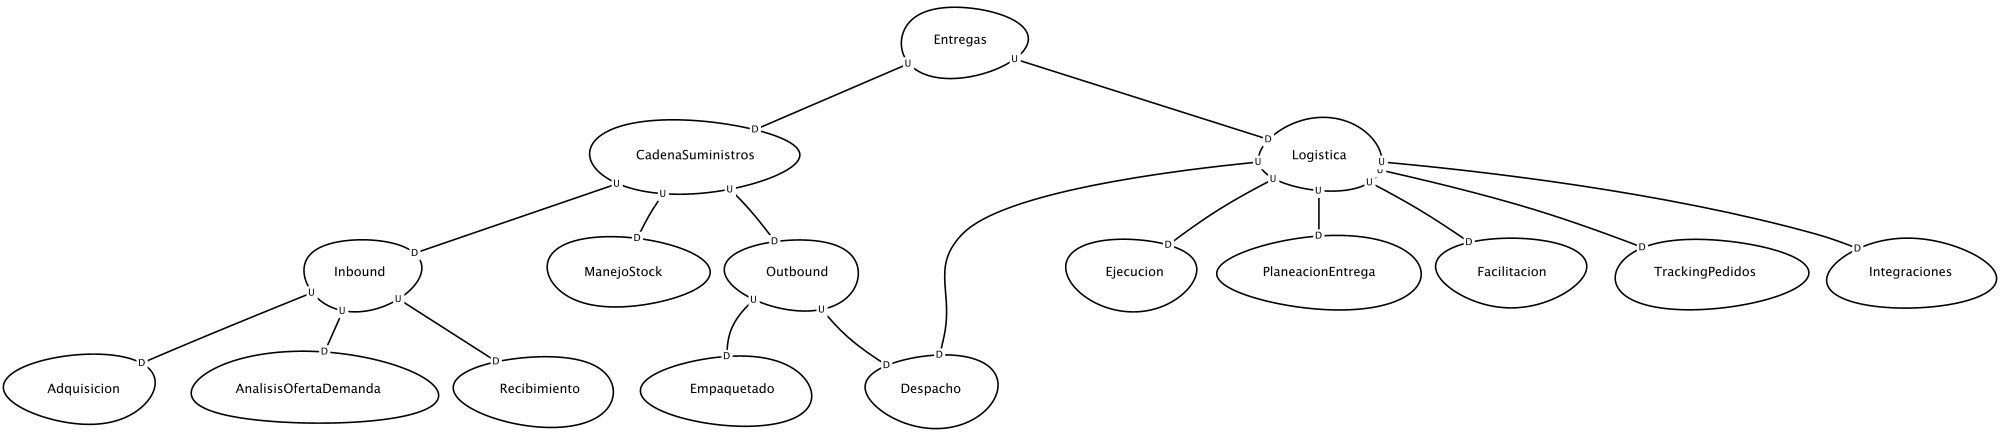 Entregas
U
U
D
D
CadenaSuministros
Logistica
U
U
U
U
U
U
U
U
U
D
D
D
D
D
D
D
D
Inbound
ManejoStock
Outbound
Ejecucion
PlaneacionEntrega
Facilitacion
TrackingPedidos
Integraciones
U
U
U
U
U
D
D
D
D
D
D
Adquisicion
AnalisisOfertaDemanda
Recibimiento
Empaquetado
Despacho